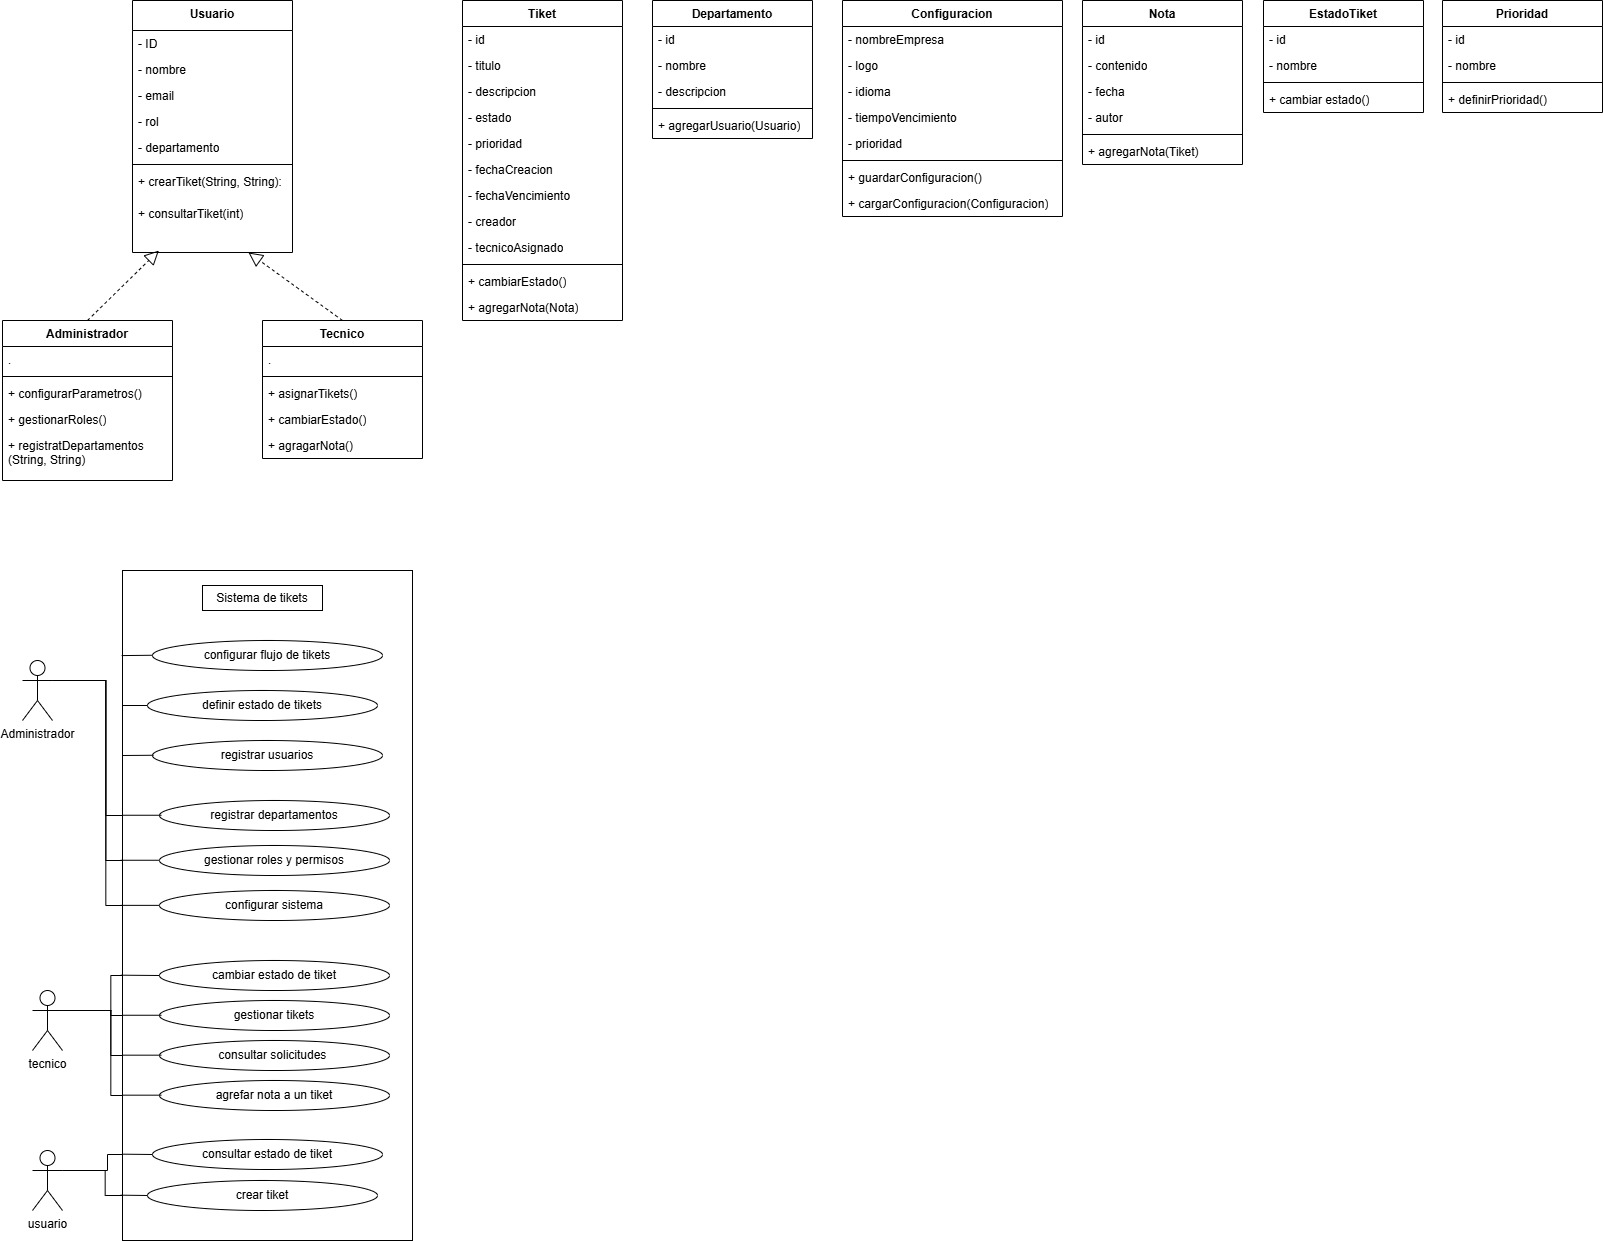 Usuario
- ID
- nombre
- email
- rol
- departamento
+ crearTiket(String, String):
+ consultarTiket(int)
Administrador
.
+ configurarParametros()
+ gestionarRoles()
+ registratDepartamentos
(String, String)
Tecnico
.
+ asignarTikets()
+ cambiarEstado()
+ agragarNota()
Tiket
- id
- titulo
- descripcion
- estado
- prioridad
- fechaCreacion
- fechaVencimiento
- creador
- tecnicoAsignado
+ cambiarEstado()
+ agregarNota(Nota)
Departamento
- id
- nombre
- descripcion
+ agregarUsuario(Usuario)
Configuracion
- nombreEmpresa
- logo
- idioma
- tiempoVencimiento
- prioridad
+ guardarConfiguracion()
+ cargarConfiguracion(Configuracion)
Nota
- id
- contenido
- fecha
- autor
+ agregarNota(Tiket)
EstadoTiket
- id
- nombre
+ cambiar estado()
Prioridad
- id
- nombre
+ definirPrioridad()
Sistema de tikets
configurar flujo de tikets
definir estado de tikets
registrar usuarios
registrar departamentos
gestionar roles y permisos
configurar sistema
Administrador
cambiar estado de tiket
gestionar tikets
consultar solicitudes
agrefar nota a un tiket
tecnico
consultar estado de tiket
crear tiket
usuario